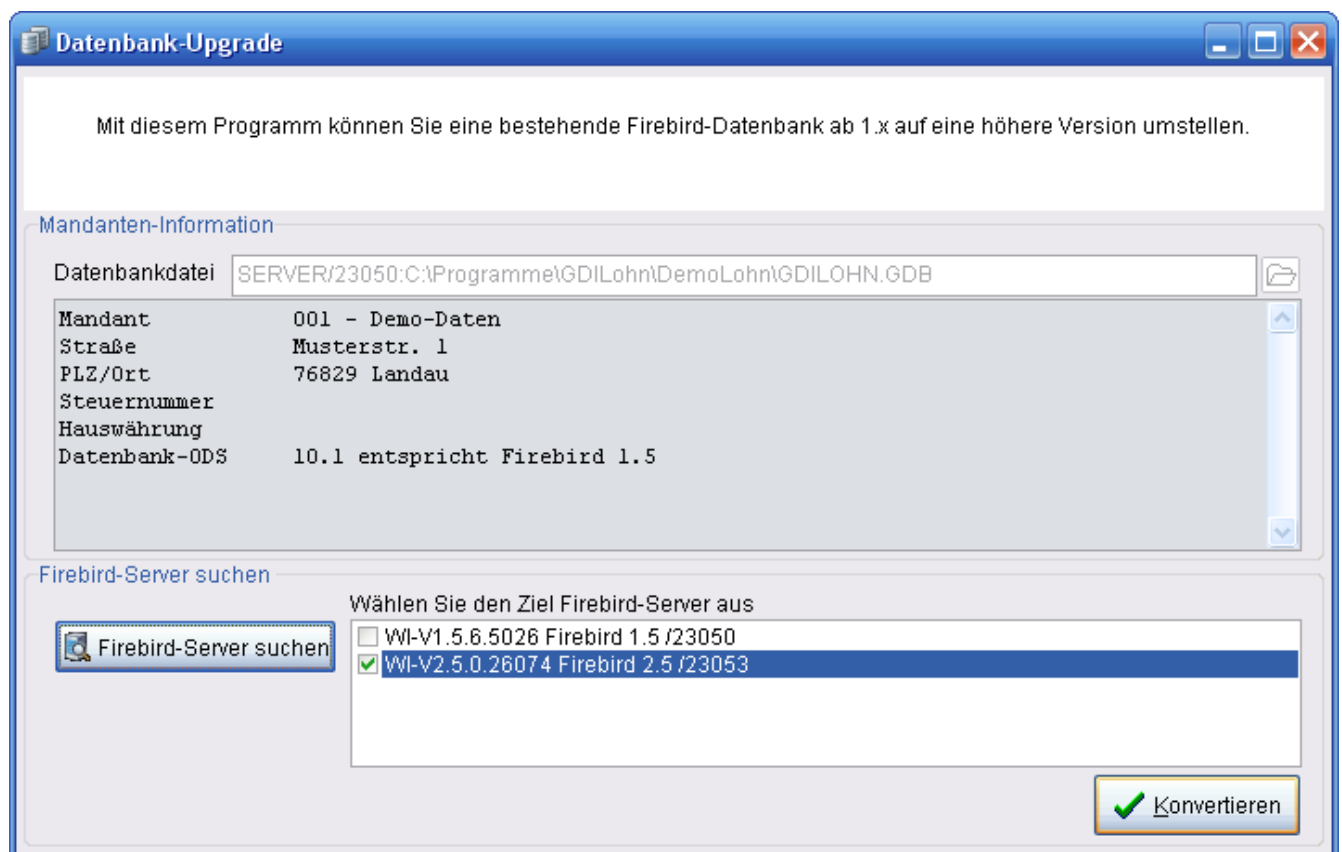 Datenbank-Upgrade
Mit diesem Programm können Sie eine bestehende Firebird-Datenbank ab 1.x auf eine höhere Version umstellen.
Mandanten-Information
Datenbankdatei SERVER/23050:C:\Programme\GDILohn\DemoLohn\GDILOHN.GDB
Mandant 001 - Demo-Daten
Straße Musterstr. 1
PLZ/Ort 76829 Landau
Steuernummer
Hauswährung
Datenbank-ODS 10.1 entspricht Firebird 1.5
Firebird-Server suchen
Wählen Sie den Ziel Firebird-Server aus
Firebird-Server suchen
WI-V1.5.6.5026 Firebird 1.5 /23050
WI-V2.5.0.26074 Firebird 2.5 /23053
Konvertieren